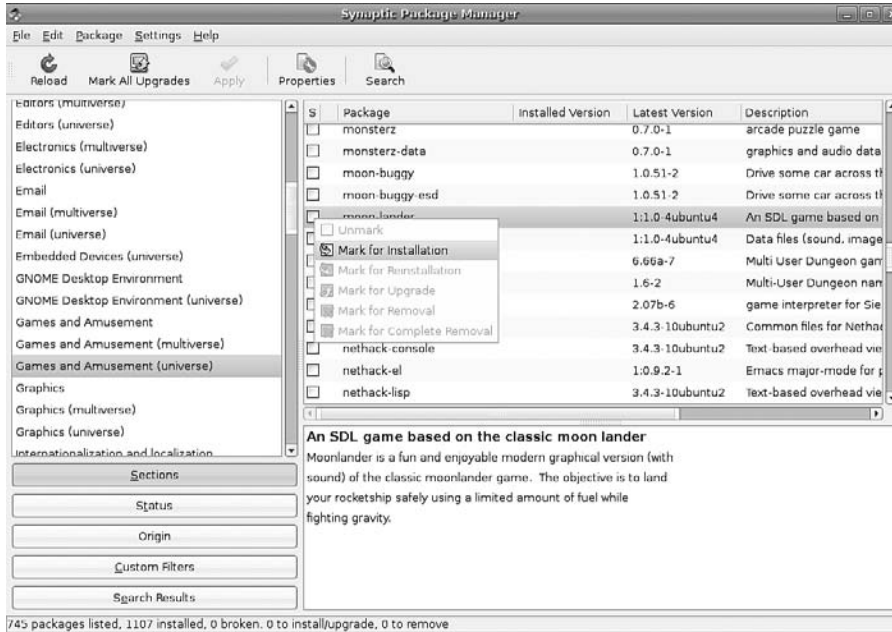 Synaptic Package Manager
File Edit Package Settings Help
Reload Mark All Upgrades Apply Properties Search
Editors (multiverse)
Editors (universe)
Electronics (multiverse)
Electronics (universe)
Email
Email (multiverse)
Email (universe)
Embedded Devices (universe)
GNOME Desktop Environment
GNOME Desktop Environment (universe)
Games and Amusement
Games and Amusement (multiverse)
Games and Amusement (universe)
Graphics
Graphics (multiverse)
Graphics (universe)
Internationalization and localization
Sections
Status
Origin
Custom Filters
Search Results
S Package Installed Version Latest Version Description
monsterz 0.7.0-1 arcade puzzle game
monsterz-data 0.7.0-1 graphics and audio data
moon-buggy 1.0.51-2 Drive some car across th
moon-buggy-esd 1.0.51-2 Drive some car across th
moon-lander 1:1.0-4ubuntu4 An SDL game based on
1:1.0-4ubuntu4 Data files (sound, image
6.66a-7 Multi User Dungeon gam
1.6-2 Multi-User Dungeon nam
2.07b-6 game interpreter for Sie
3.4.3-10ubuntu2 Common files for Nethac
nethack-console 3.4.3-10ubuntu2 Text-based overhead vie
nethack-el 1:0.9.2-1 Emacs major-mode for p
nethack-lisp 3.4.3-10ubuntu2 Text-based overhead vie
Unmark
Mark for Installation
Mark for Reinstallation
Mark for Upgrade
Mark for Removal
Mark for Complete Removal
An SDL game based on the classic moon lander
Moonlander is a fun and enjoyable modern graphical version (with
sound) of the classic moonlander game. The objective is to land
your rocketship safely using a limited amount of fuel while
fighting gravity.
745 packages listed, 1107 installed, 0 broken. 0 to install/upgrade, 0 to remove